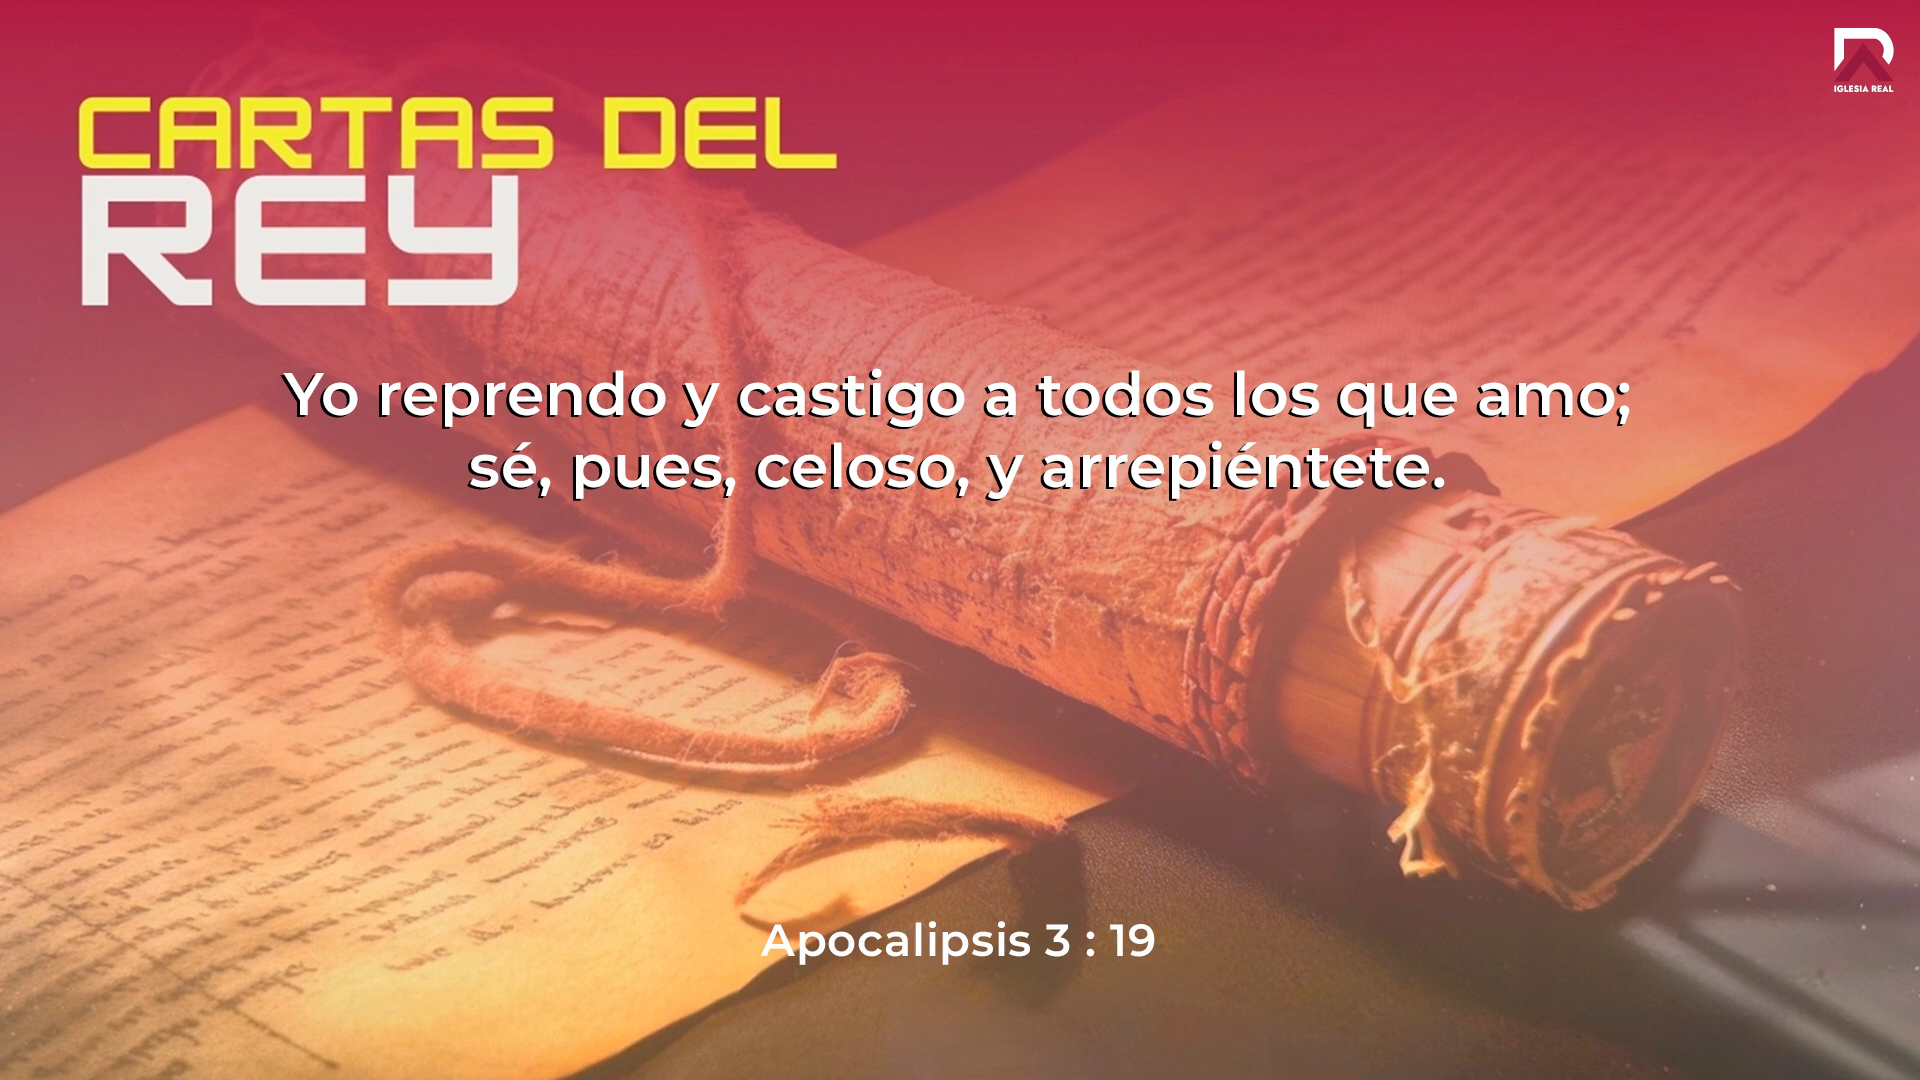 CARTAS DEL
REY
IGLESIA REAL
Yo reprendo y castigo a todos los que amo;
sé, pues, celoso, y arrepiéntete.
Apocalipsis 3 : 19